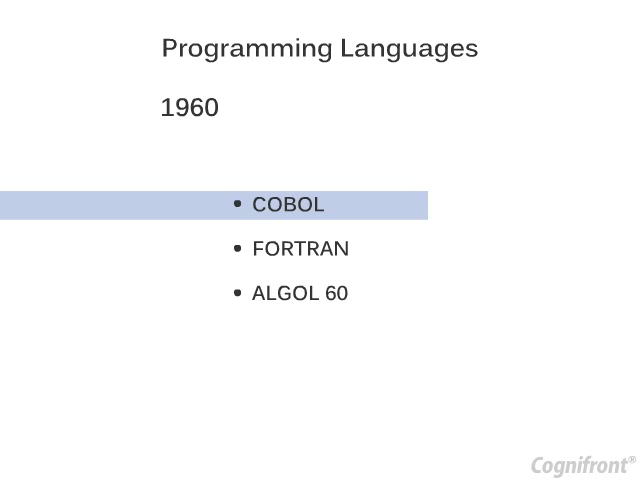 Programming Languages
1960
• COBOL
• FORTRAN
• ALGOL 60
Cognifront®